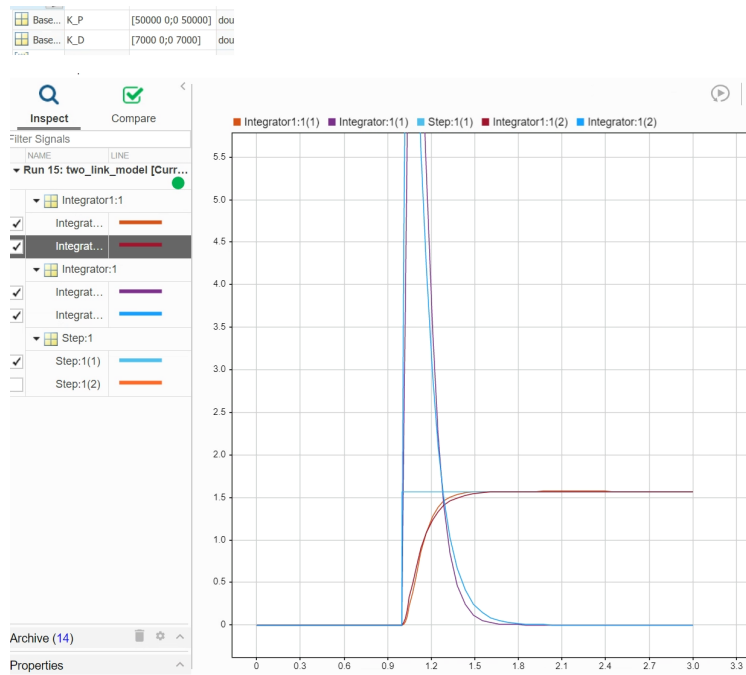 Base... K_P [50000 0;0 50000] dou
Base... K_D [7000 0;0 7000] dou
Inspect Compare
Filter Signals
NAME LINE
Run 15: two_link_model [Curr...
Integrator1:1
Integrat...
Integrat...
Integrator:1
Integrat...
Integrat...
Step:1
Step:1(1)
Step:1(2)
Archive (14)
Properties
Integrator1:1(1) Integrator:1(1) Step:1(1) Integrator1:1(2) Integrator:1(2)
5.5
5.0
4.5
4.0
3.5
3.0
2.5
2.0
1.5
1.0
0.5
0
0 0.3 0.6 0.9 1.2 1.5 1.8 2.1 2.4 2.7 3.0 3.3